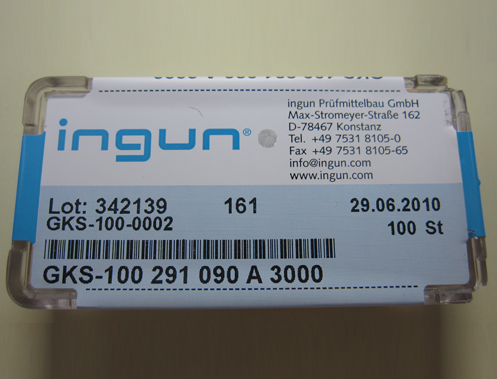 ingun®
ingun Prüfmittelbau GmbH
Max-Stromeyer-Straße 162
D-78467 Konstanz
Tel. +49 7531 8105-0
Fax +49 7531 8105-65
info@ingun.com
www.ingun.com
Lot: 342139 161 29.06.2010
GKS-100-0002 100 St
GKS-100 291 090 A 3000